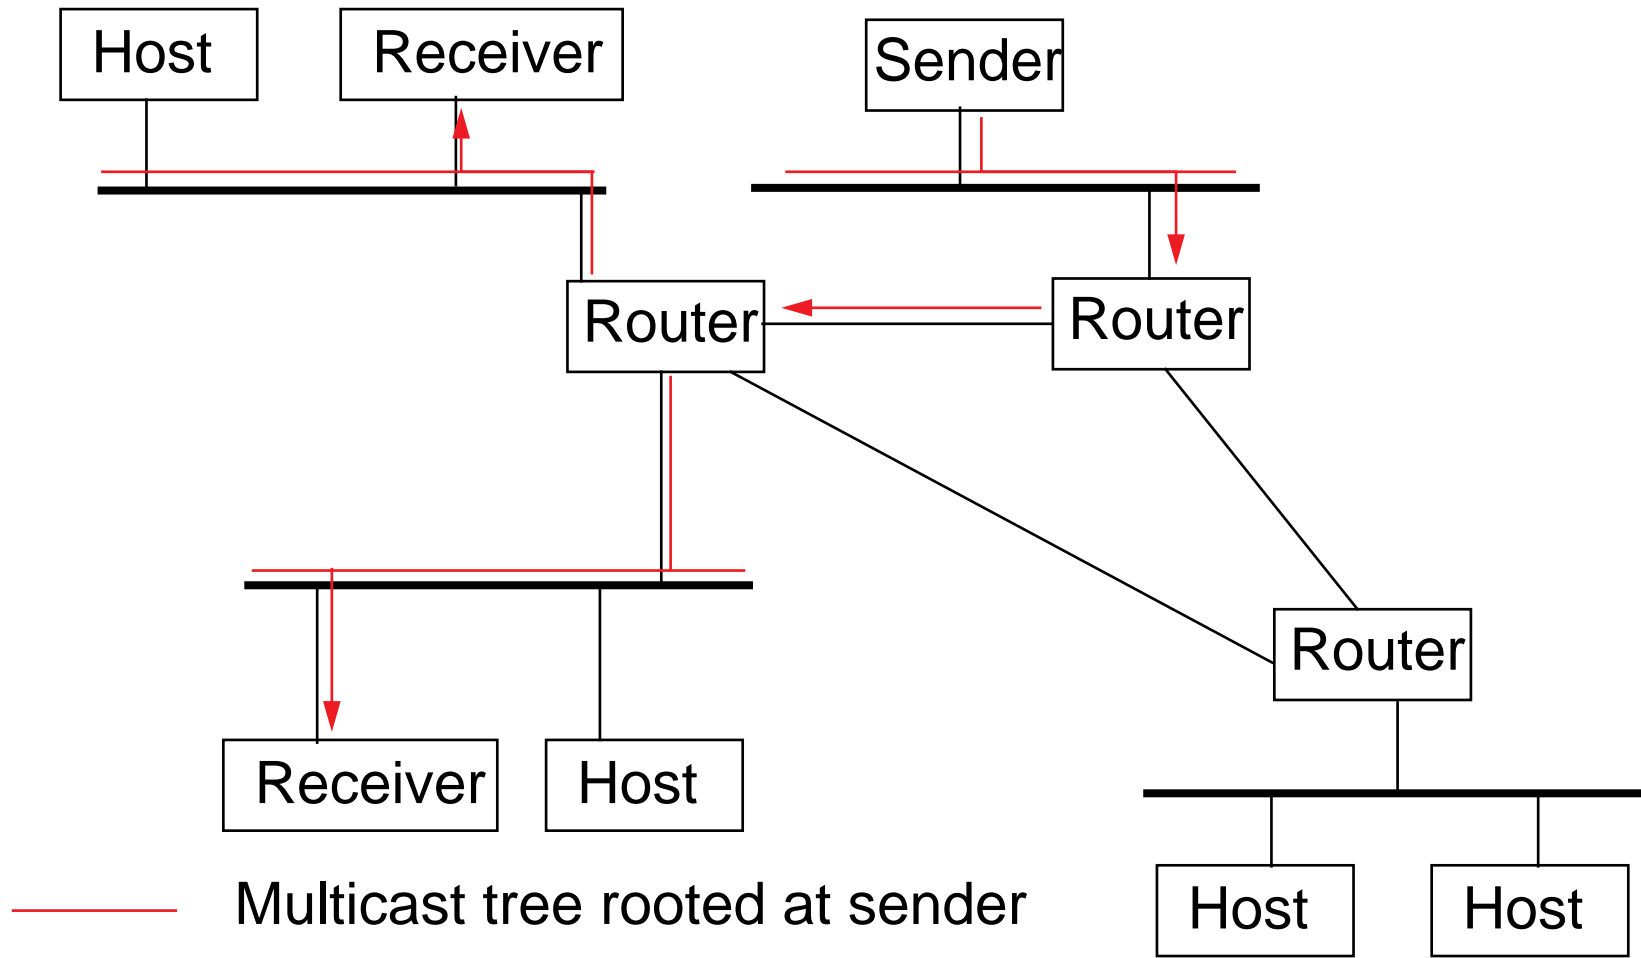 Host
Receiver
Sender
Router
Router
Router
Receiver
Host
Host
Host
Multicast tree rooted at sender